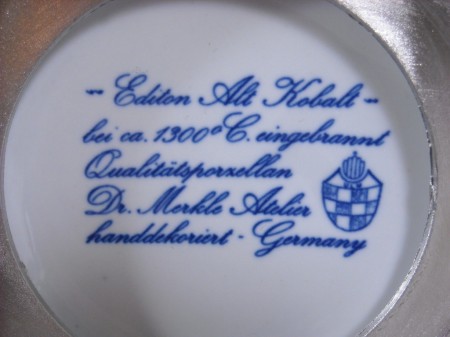 - Editon Alt Kobalt -
bei ca. 1300°C. eingebrannt
Qualitätsporzellan
Dr. Merkle Atelier
handdekoriert - Germany